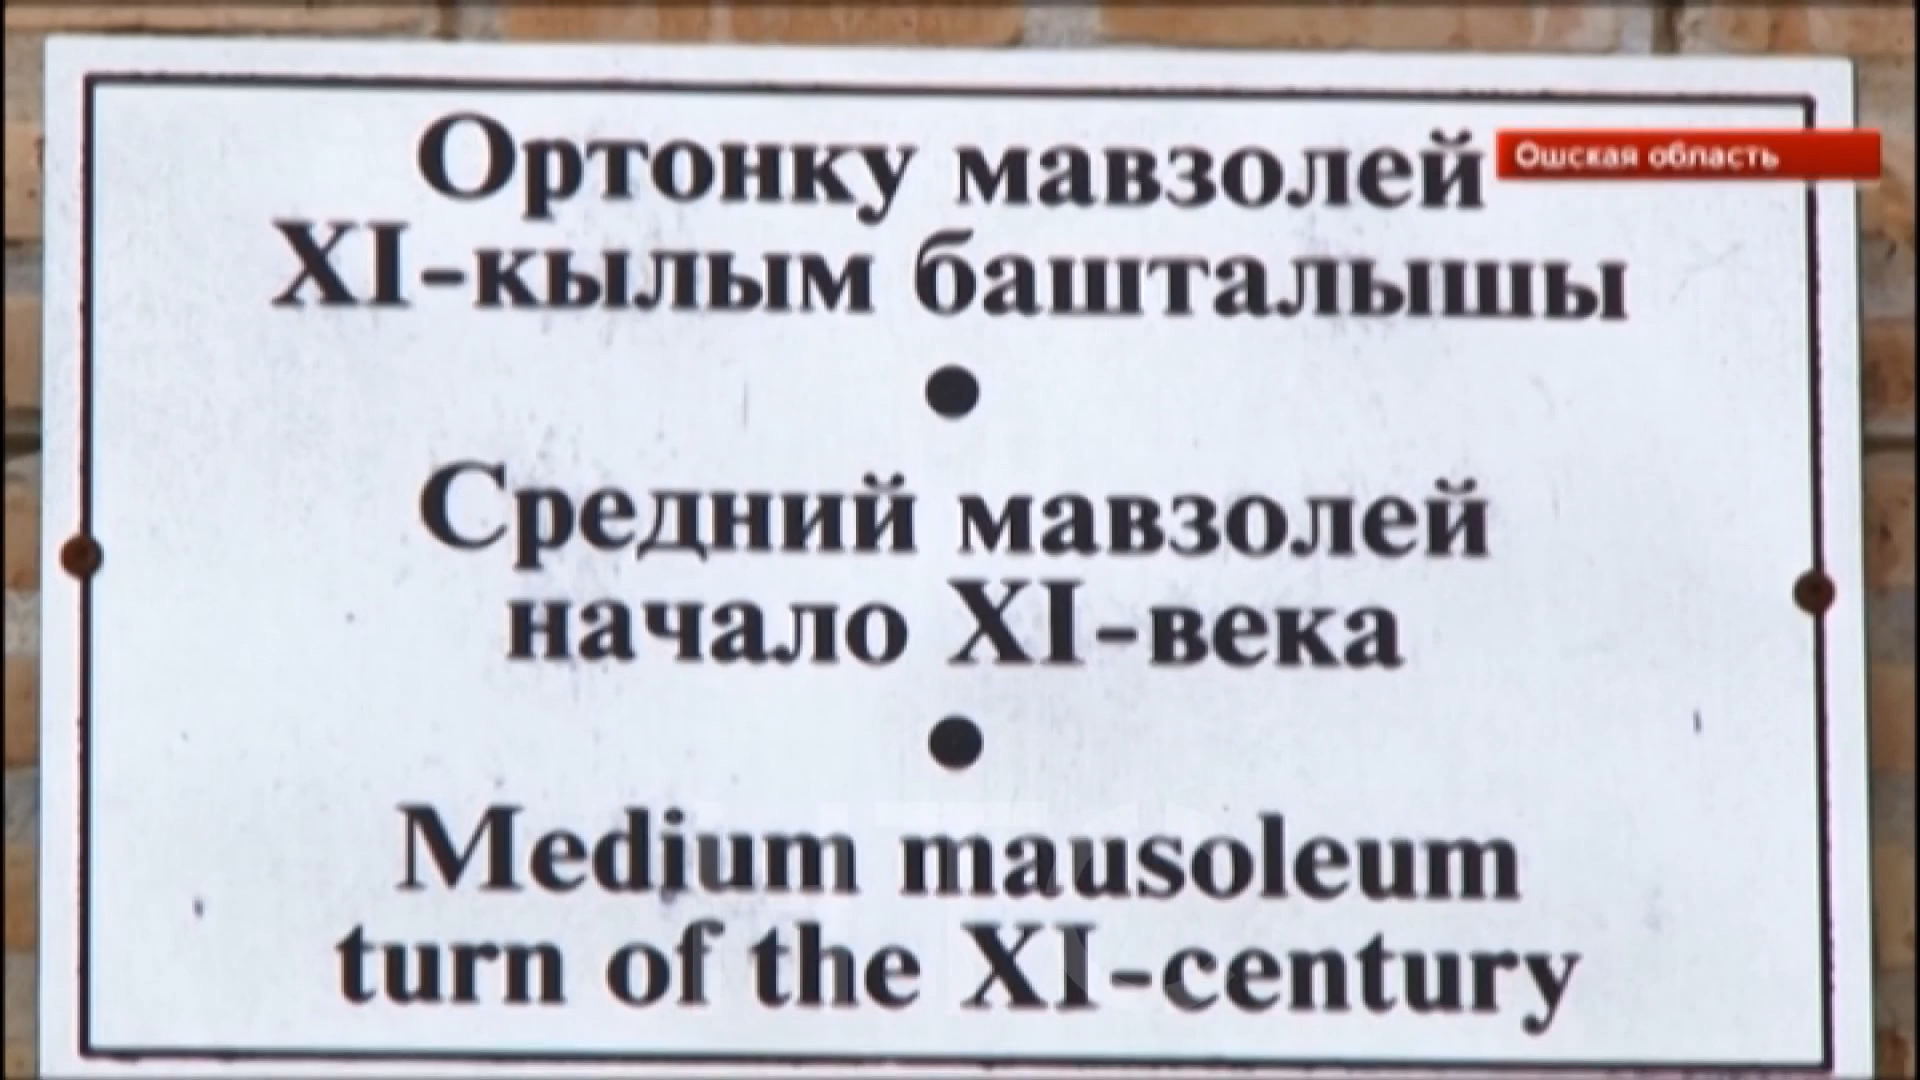 Ортонку мавзолей
Ошская область
XI-кылым башталышы
Средний мавзолей
начало XI-века
Medium mausoleum
turn of the XI-century